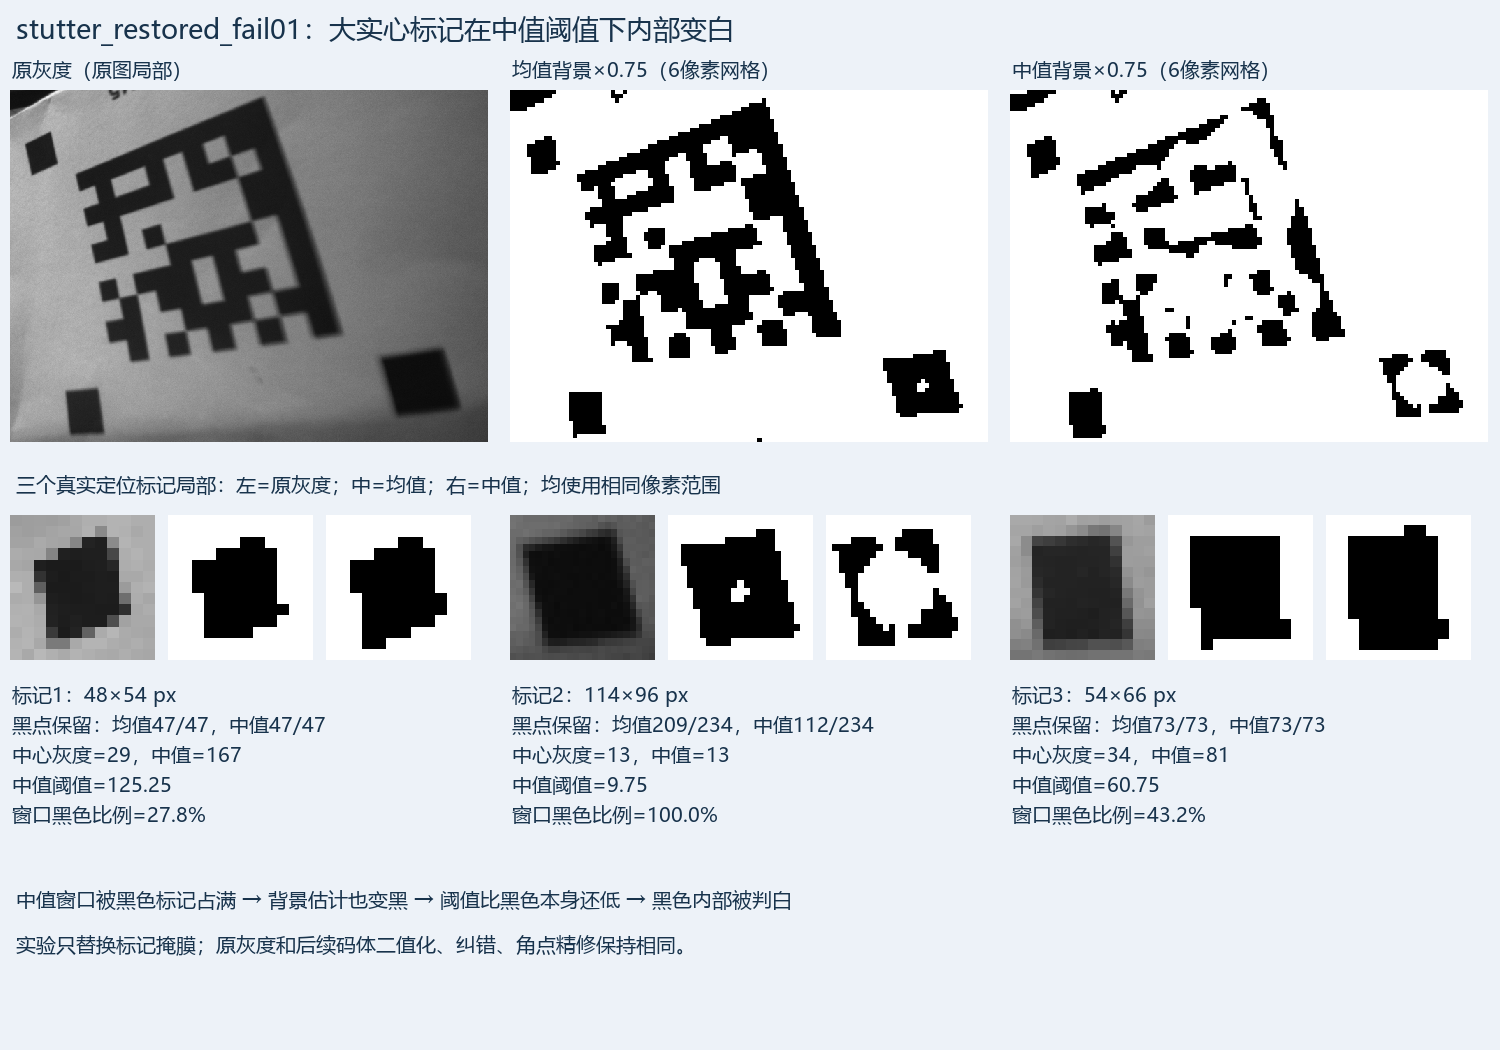 stutter_restored_fail01：大实心标记在中值阈值下内部变白
原灰度（原图局部）
均值背景×0.75（6像素网格）
中值背景×0.75（6像素网格）
三个真实定位标记局部：左=原灰度；中=均值；右=中值；均使用相同像素范围
标记1：48×54 px
黑点保留：均值47/47，中值47/47
中心灰度=29，中值=167
中值阈值=125.25
窗口黑色比例=27.8%
标记2：114×96 px
黑点保留：均值209/234，中值112/234
中心灰度=13，中值=13
中值阈值=9.75
窗口黑色比例=100.0%
标记3：54×66 px
黑点保留：均值73/73，中值73/73
中心灰度=34，中值=81
中值阈值=60.75
窗口黑色比例=43.2%
中值窗口被黑色标记占满 → 背景估计也变黑 → 阈值比黑色本身还低 → 黑色内部被判白
实验只替换标记掩膜；原灰度和后续码体二值化、纠错、角点精修保持相同。